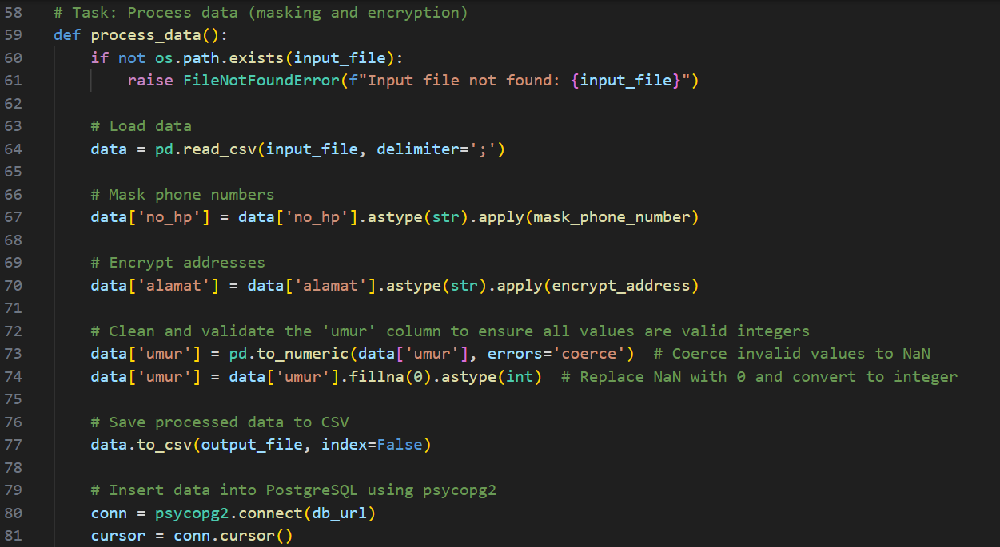 58 # Task: Process data (masking and encryption)
59 def process_data():
60     if not os.path.exists(input_file):
61         raise FileNotFoundError(f"Input file not found: {input_file}")
62
63     # Load data
64     data = pd.read_csv(input_file, delimiter=';')
65
66     # Mask phone numbers
67     data['no_hp'] = data['no_hp'].astype(str).apply(mask_phone_number)
68
69     # Encrypt addresses
70     data['alamat'] = data['alamat'].astype(str).apply(encrypt_address)
71
72     # Clean and validate the 'umur' column to ensure all values are valid integers
73     data['umur'] = pd.to_numeric(data['umur'], errors='coerce')  # Coerce invalid values to NaN
74     data['umur'] = data['umur'].fillna(0).astype(int)  # Replace NaN with 0 and convert to integer
75
76     # Save processed data to CSV
77     data.to_csv(output_file, index=False)
78
79     # Insert data into PostgreSQL using psycopg2
80     conn = psycopg2.connect(db_url)
81     cursor = conn.cursor()